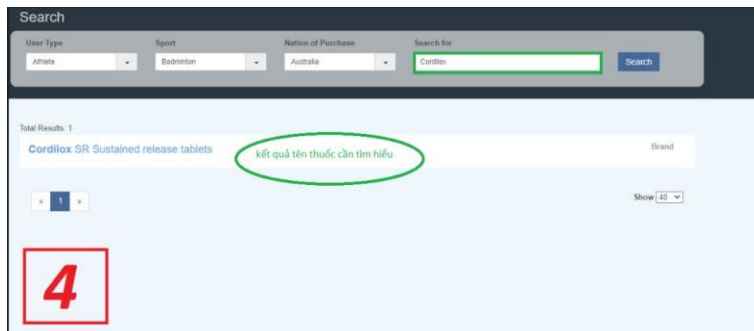 Search
User Type Sport Nation of Purchase Search for
Athlete Badminton Australia Cordilox Search
Total Results: 1
Cordilox SR Sustained release tablets
kết quả tên thuốc cần tìm hiểu
Brand
« 1 »
Show 40
4